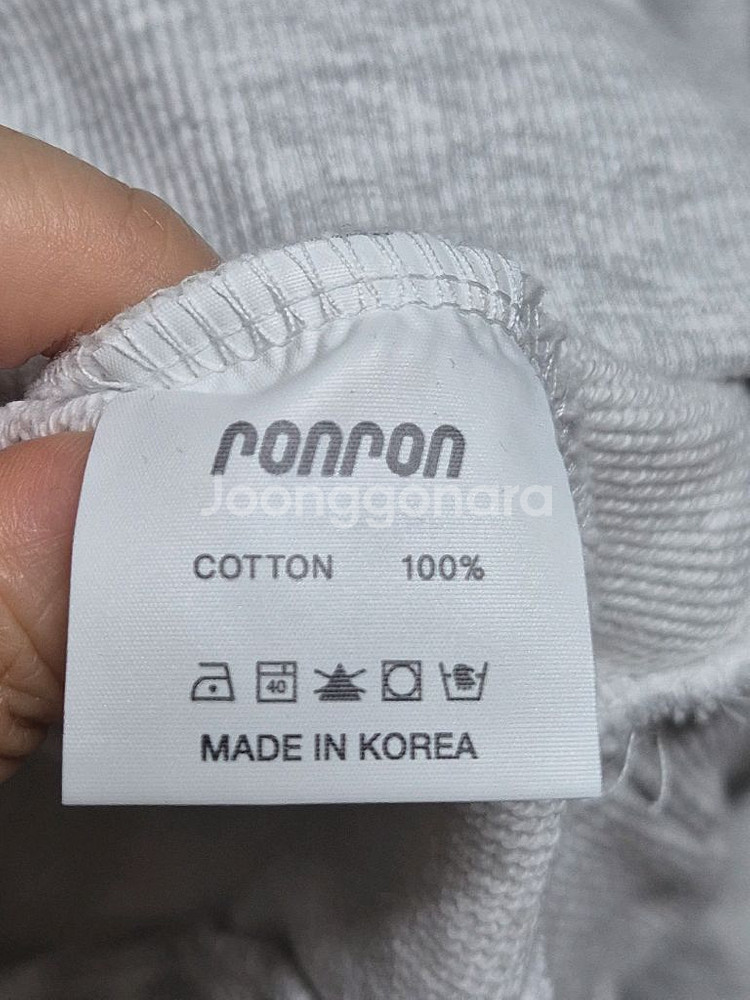 ronron
Joonggonara
COTTON 100%
40
MADE IN KOREA